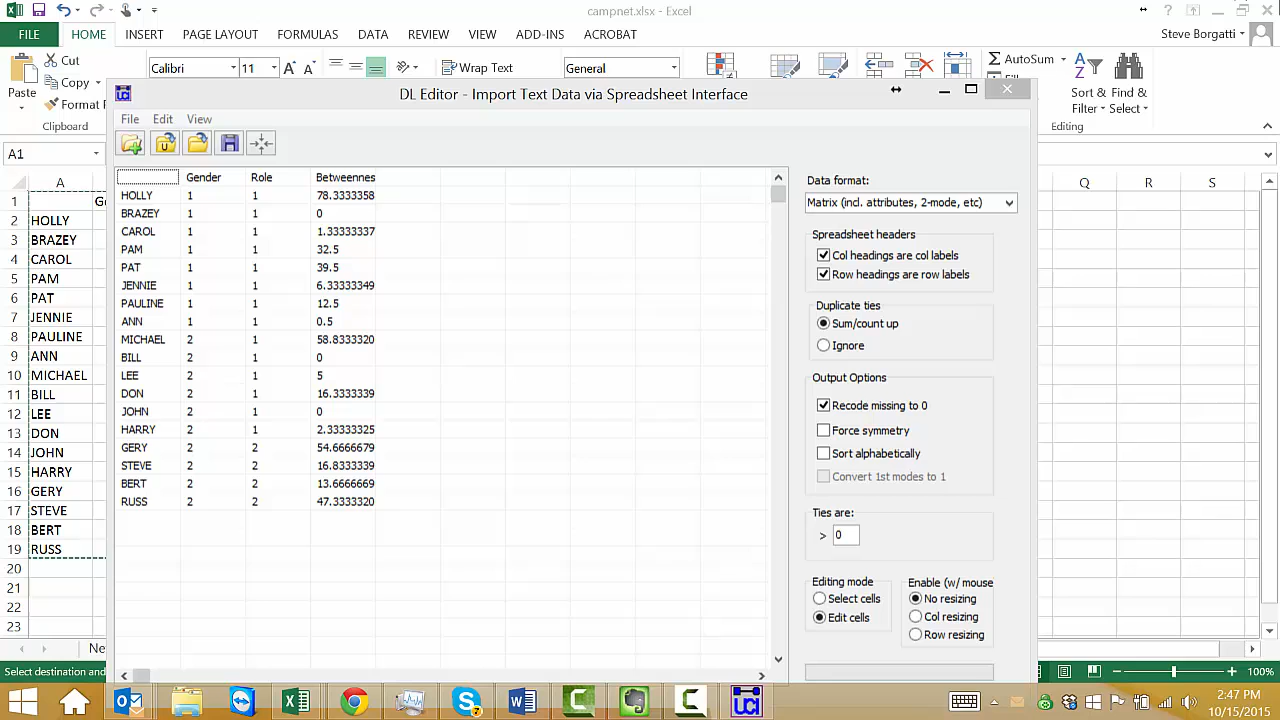 campnet.xlsx - Excel
?
FILE HOME INSERT PAGE LAYOUT FORMULAS DATA REVIEW VIEW ADD-INS ACROBAT Steve Borgatti
Cut
Calibri 11 A A Wrap Text General AutoSum
Copy
Paste
Format
Sort & Find &
Filter Select
Clipboard Editing
A1
DL Editor - Import Text Data via Spreadsheet Interface
File Edit View
A Q R S
1
2 HOLLY
3 BRAZEY
4 CAROL
5 PAM
6 PAT
7 JENNIE
8 PAULINE
9 ANN
10 MICHAEL
11 BILL
12 LEE
13 DON
14 JOHN
15 HARRY
16 GERY
17 STEVE
18 BERT
19 RUSS
20
21
22
23
Gender Role Betweennes
HOLLY 1 1 78.3333358
BRAZEY 1 1 0
CAROL 1 1 1.33333337
PAM 1 1 32.5
PAT 1 1 39.5
JENNIE 1 1 6.33333349
PAULINE 1 1 12.5
ANN 1 1 0.5
MICHAEL 2 1 58.8333320
BILL 2 1 0
LEE 2 1 5
DON 2 1 16.3333339
JOHN 2 1 0
HARRY 2 1 2.33333325
GERY 2 2 54.6666679
STEVE 2 2 16.8333339
BERT 2 2 13.6666669
RUSS 2 2 47.3333320
Data format:
Matrix (incl. attributes, 2-mode, etc)
Spreadsheet headers
Col headings are col labels
Row headings are row labels
Duplicate ties
Sum/count up
Ignore
Output Options
Recode missing to 0
Force symmetry
Sort alphabetically
Convert 1st modes to 1
Ties are:
> 0
Editing mode
Select cells
Edit cells
Enable (w/ mouse
No resizing
Col resizing
Row resizing
Select destination and
100%
2:47 PM
10/15/2015